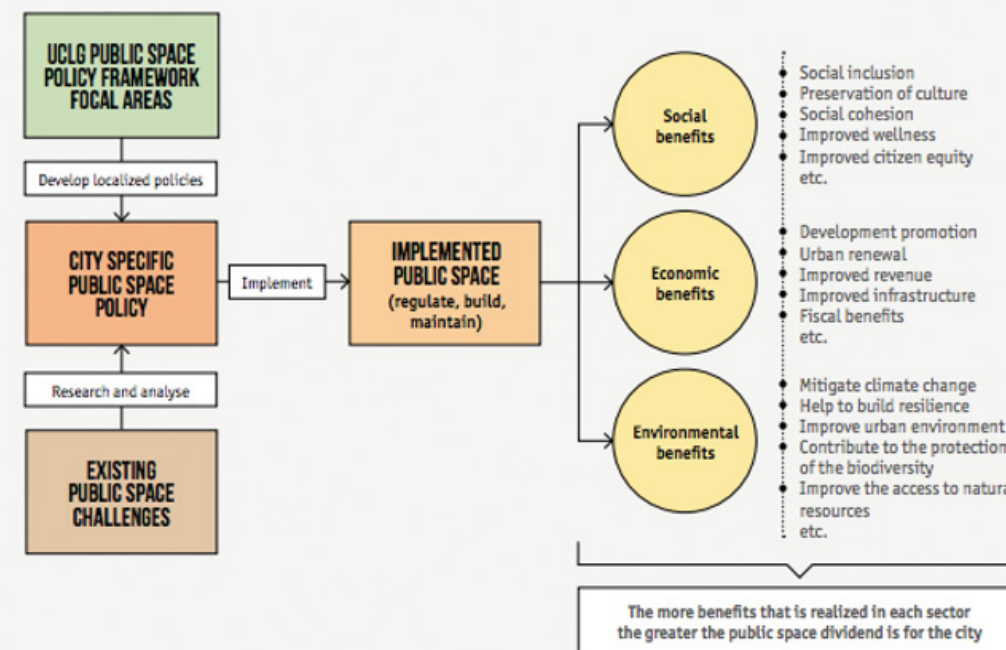 UCLG PUBLIC SPACE
POLICY FRAMEWORK
FOCAL AREAS
Develop localized policies
CITY SPECIFIC
PUBLIC SPACE
POLICY
Implement
IMPLEMENTED
PUBLIC SPACE
(regulate, build,
maintain)
Research and analyse
EXISTING
PUBLIC SPACE
CHALLENGES
Social
benefits
Social inclusion
Preservation of culture
Social cohesion
Improved wellness
Improved citizen equity
etc.
Economic
benefits
Development promotion
Urban renewal
Improved revenue
Improved infrastructure
Fiscal benefits
etc.
Environmental
benefits
Mitigate climate change
Help to build resilience
Improve urban environment
Contribute to the protection
of the biodiversity
Improve the access to natura
resources
etc.
The more benefits that is realized in each sector
the greater the public space dividend is for the city